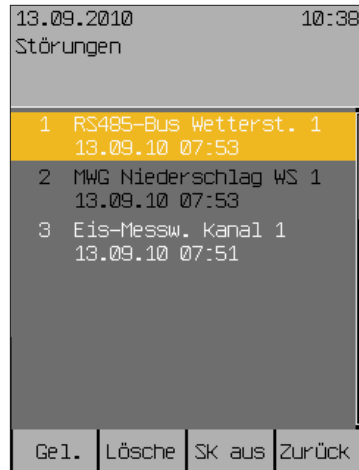 13.09.2010 10:38
Störungen
1 RS485-Bus Wetterst. 1
13.09.10 07:53
2 MWG Niederschlag WS 1
13.09.10 07:53
3 Eis-Messw. Kanal 1
13.09.10 07:51
Gel. Lösche SK aus Zurück